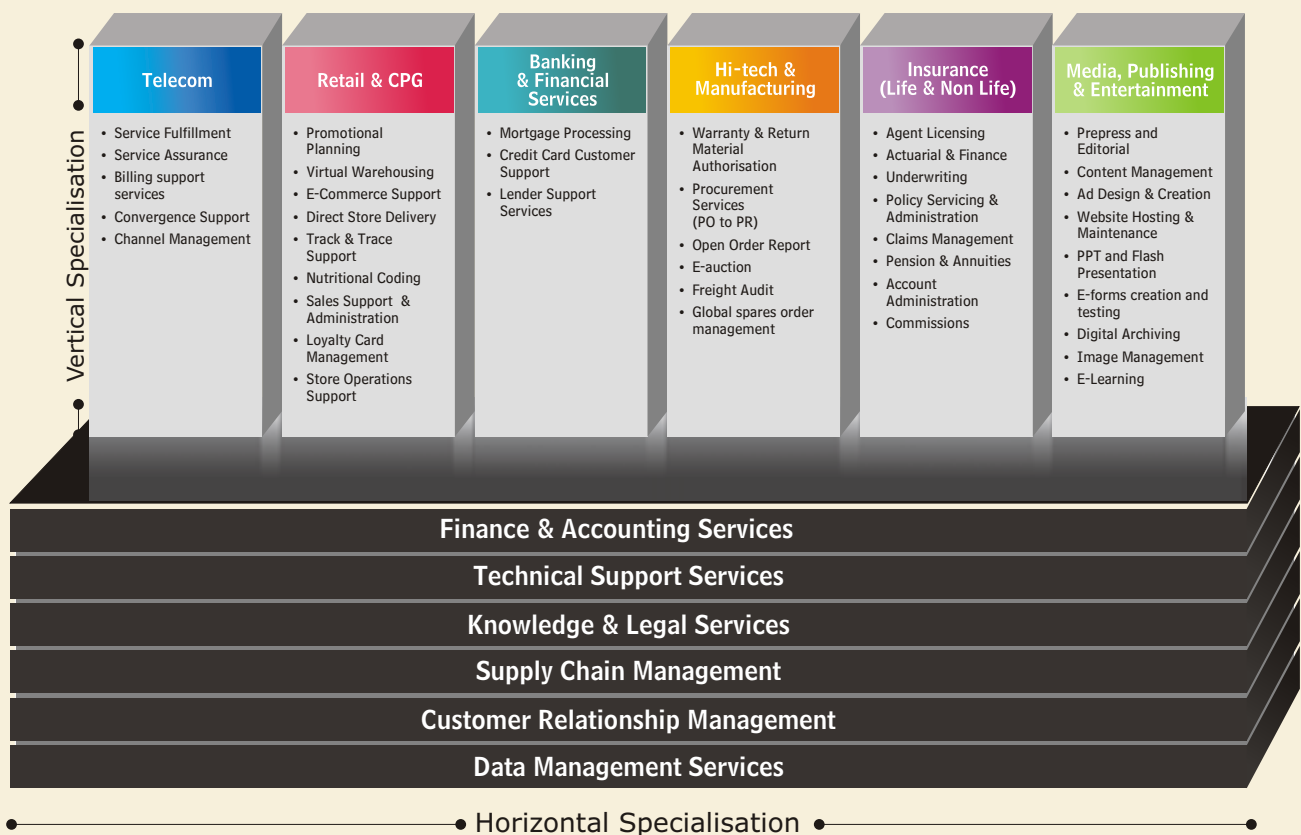 Vertical Specialisation
Telecom
• Service Fulfillment
• Service Assurance
• Billing support
services
• Convergence Support
• Channel Management
Retail & CPG
• Promotional
Planning
• Virtual Warehousing
• E-Commerce Support
• Direct Store Delivery
• Track & Trace
Support
• Nutritional Coding
• Sales Support &
Administration
• Loyalty Card
Management
• Store Operations
Support
Banking
& Financial
Services
• Mortgage Processing
• Credit Card Customer
Support
• Lender Support
Services
Hi-tech &
Manufacturing
• Warranty & Return
Material
Authorisation
• Procurement
Services
(PO to PR)
• Open Order Report
• E-auction
• Freight Audit
• Global spares order
management
Insurance
(Life & Non Life)
• Agent Licensing
• Actuarial & Finance
• Underwriting
• Policy Servicing &
Administration
• Claims Management
• Pension & Annuities
• Account
Administration
• Commissions
Media, Publishing
& Entertainment
• Prepress and
Editorial
• Content Management
• Ad Design & Creation
• Website Hosting &
Maintenance
• PPT and Flash
Presentation
• E-forms creation and
testing
• Digital Archiving
• Image Management
• E-Learning
Finance & Accounting Services
Technical Support Services
Knowledge & Legal Services
Supply Chain Management
Customer Relationship Management
Data Management Services
Horizontal Specialisation